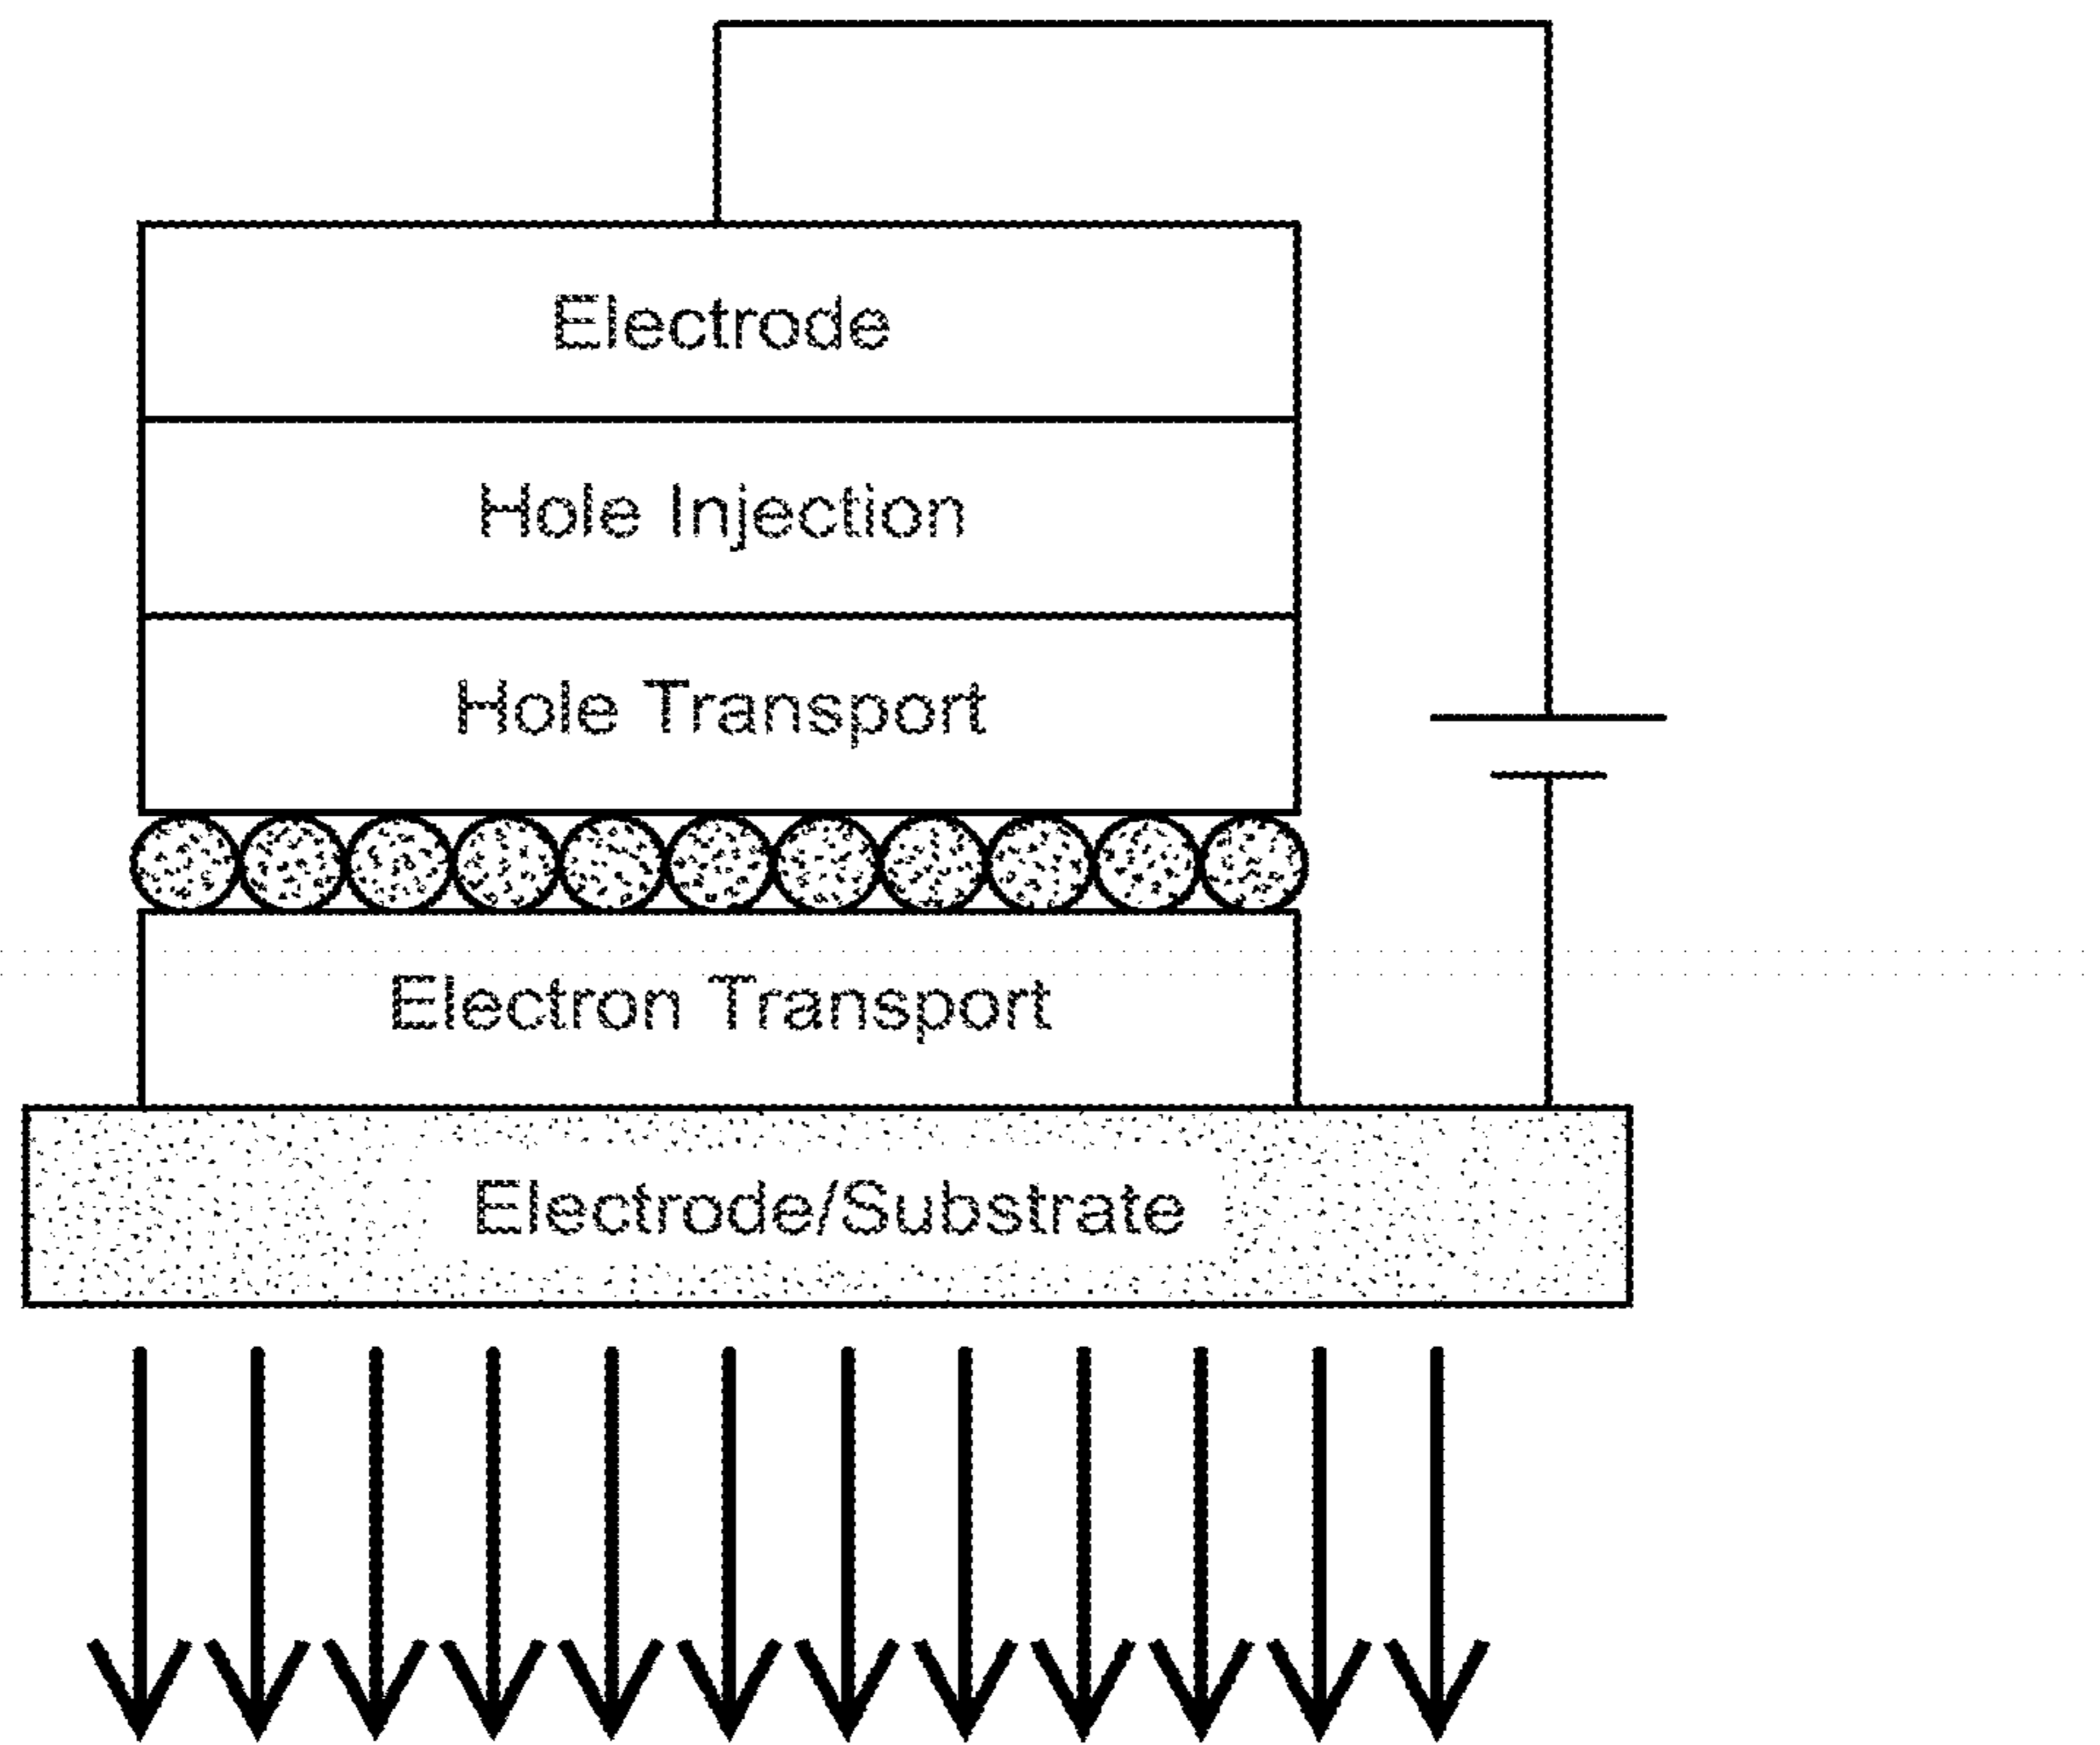 Electrode
Hole Injection
Hole Transport
Electron Transport
Electrode/Substrate